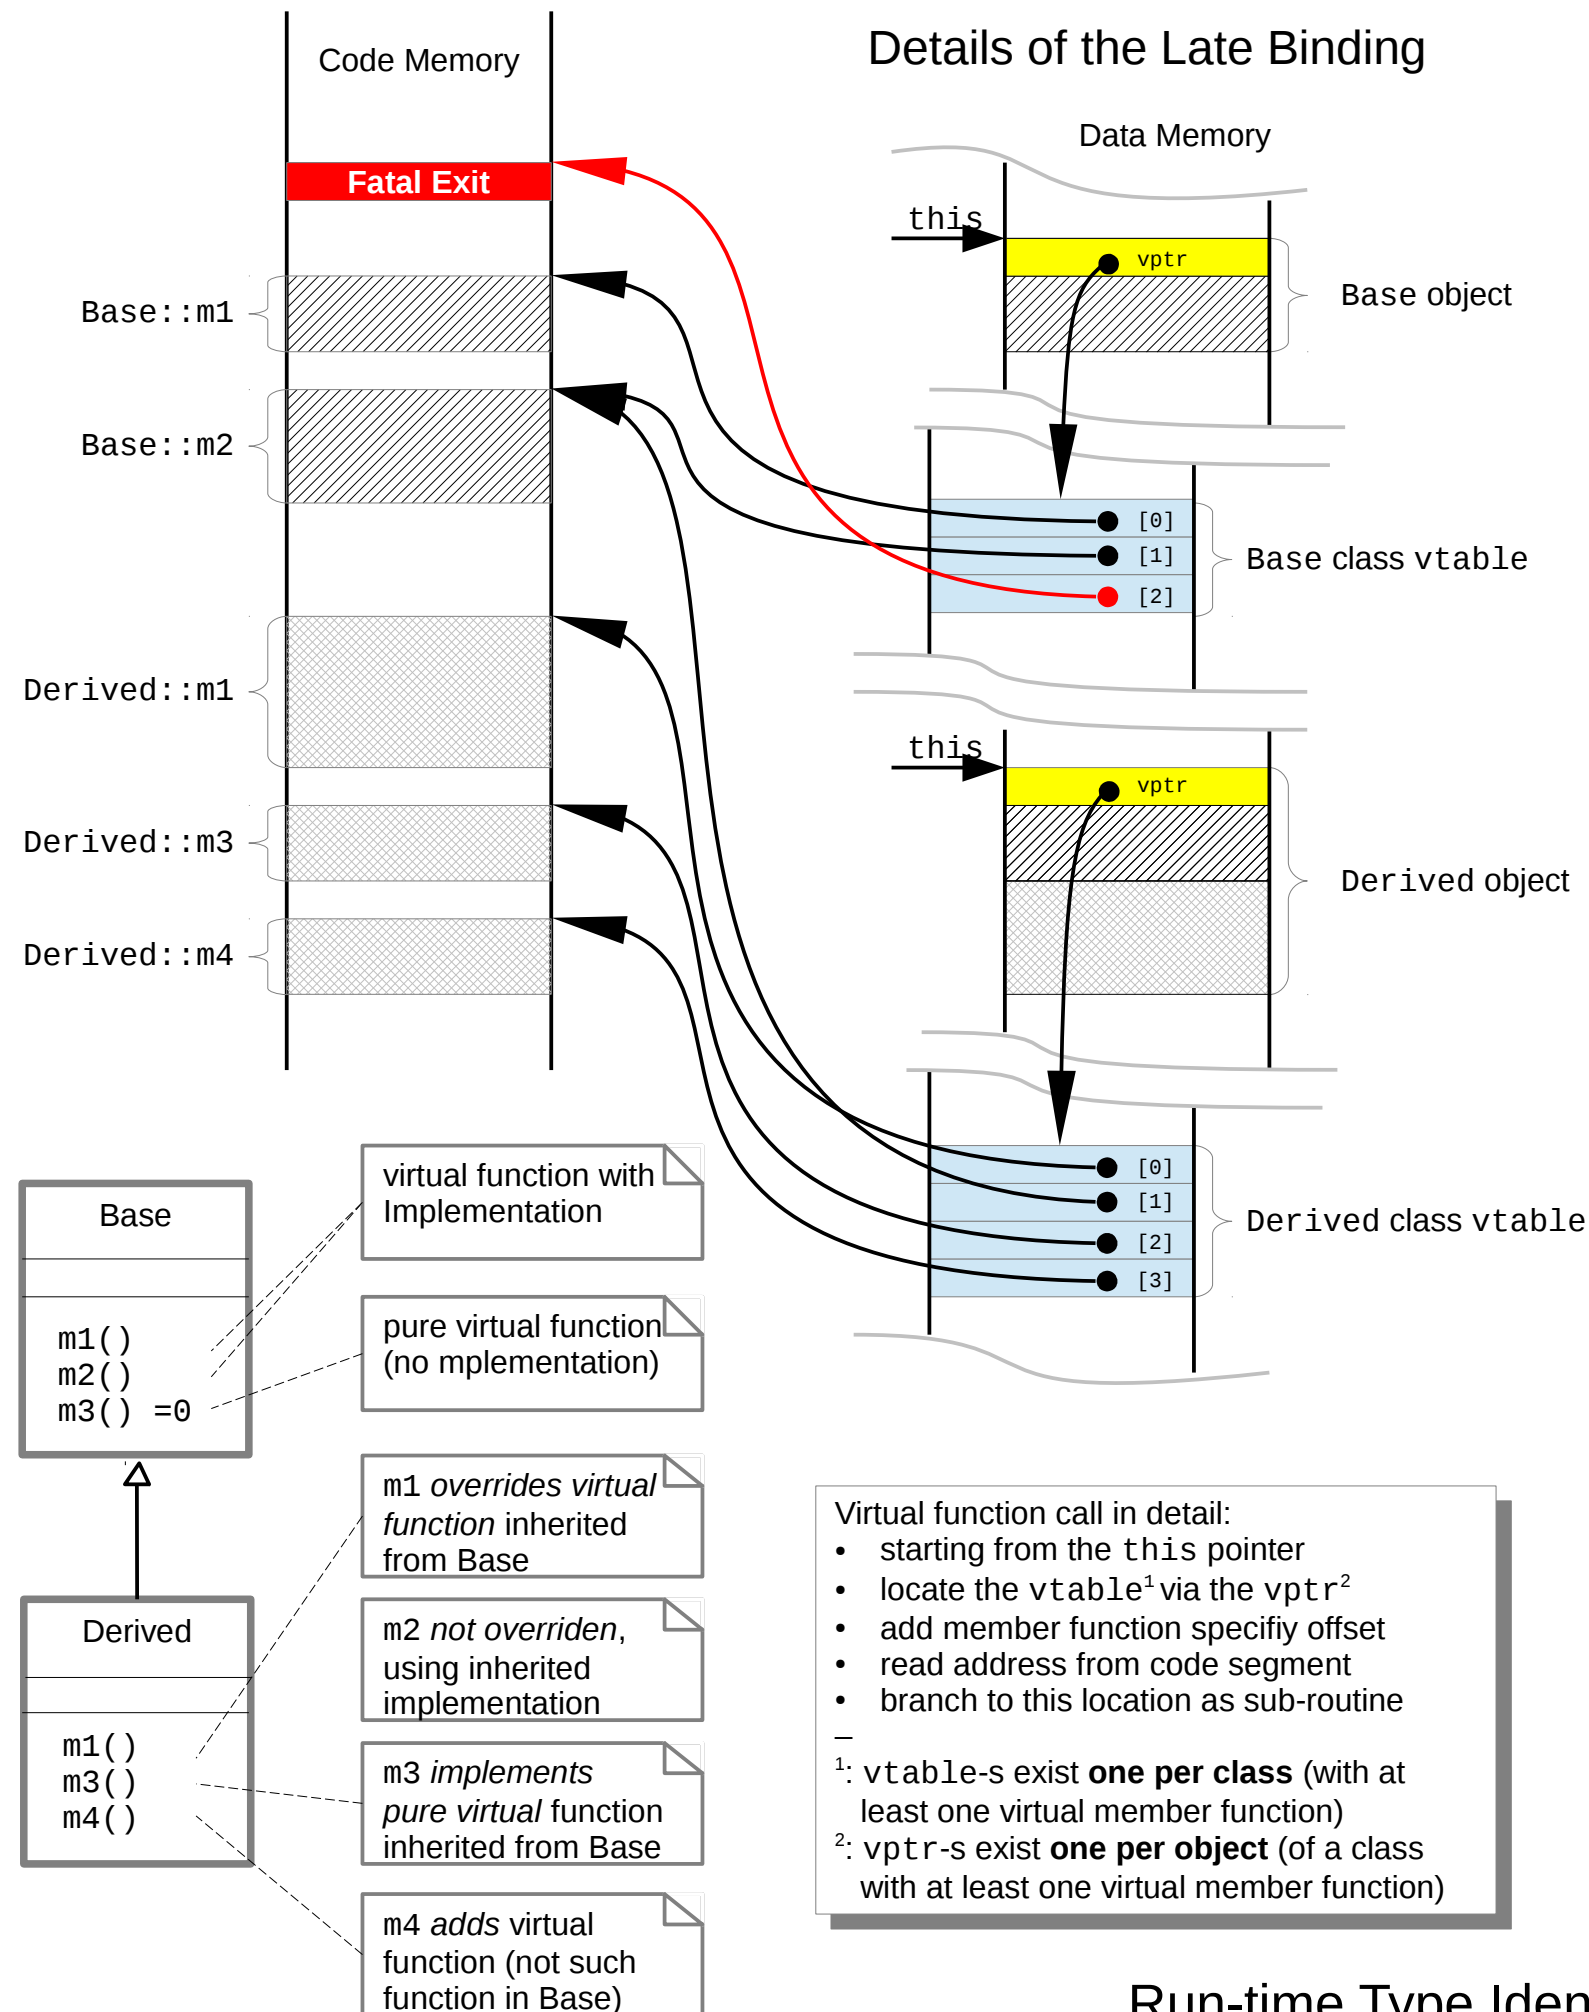 Details of the Late Binding
Code Memory
Data Memory
Fatal Exit
this
vptr
Base::m1
Base object
Base::m2
[0]
[1]
Base class vtable
[2]
Derived::m1
this
vptr
Derived::m3
Derived object
Derived::m4
[0]
[1]
Derived class vtable
[2]
[3]
Base
m1()
m2()
m3() =0
virtual function with
Implementation
pure virtual function
(no mplementation)
Derived
m1()
m3()
m4()
m1 overrides virtual
function inherited
from Base
m2 not overriden,
using inherited
implementation
m3 implements
pure virtual function
inherited from Base
m4 adds virtual
function (not such
function in Base)
Virtual function call in detail:
• starting from the this pointer
• locate the vtable¹ via the vptr²
• add member function specifiy offset
• read address from code segment
• branch to this location as sub-routine
–
¹: vtable-s exist one per class (with at
least one virtual member function)
²: vptr-s exist one per object (of a class
with at least one virtual member function)
Run-time Type Iden